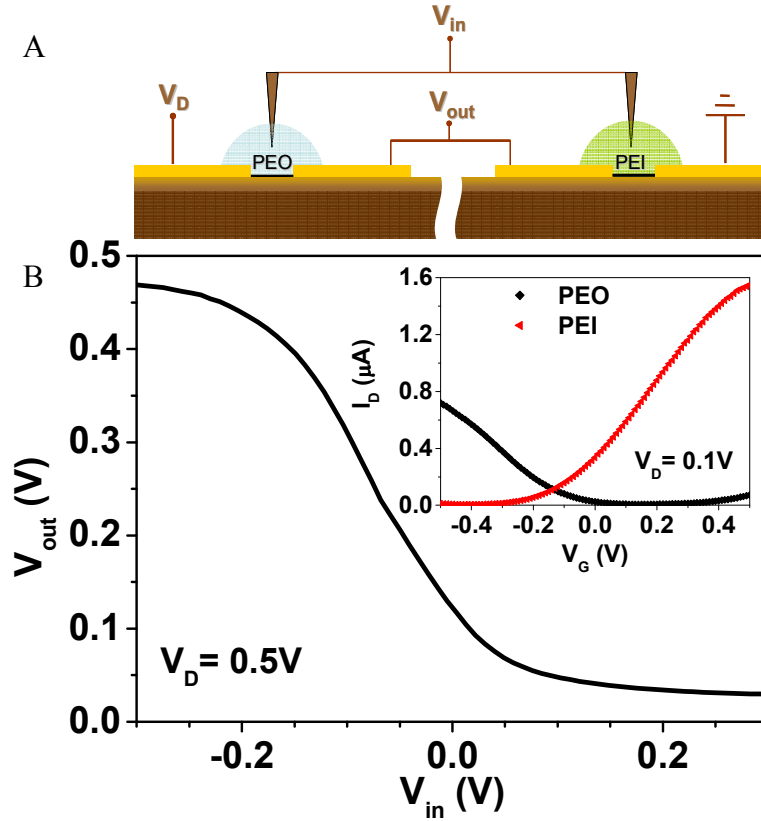 A
V_in
V_D
V_out
PEO
PEI
B
0.5
0.4
0.3
0.2
0.1
0.0
V_out (V)
V_D= 0.5V
-0.2
0.0
0.2
V_in (V)
1.6
1.2
0.8
0.4
0.0
I_D (μA)
PEO
PEI
V_D= 0.1V
-0.4
-0.2
0.0
0.2
0.4
V_G (V)